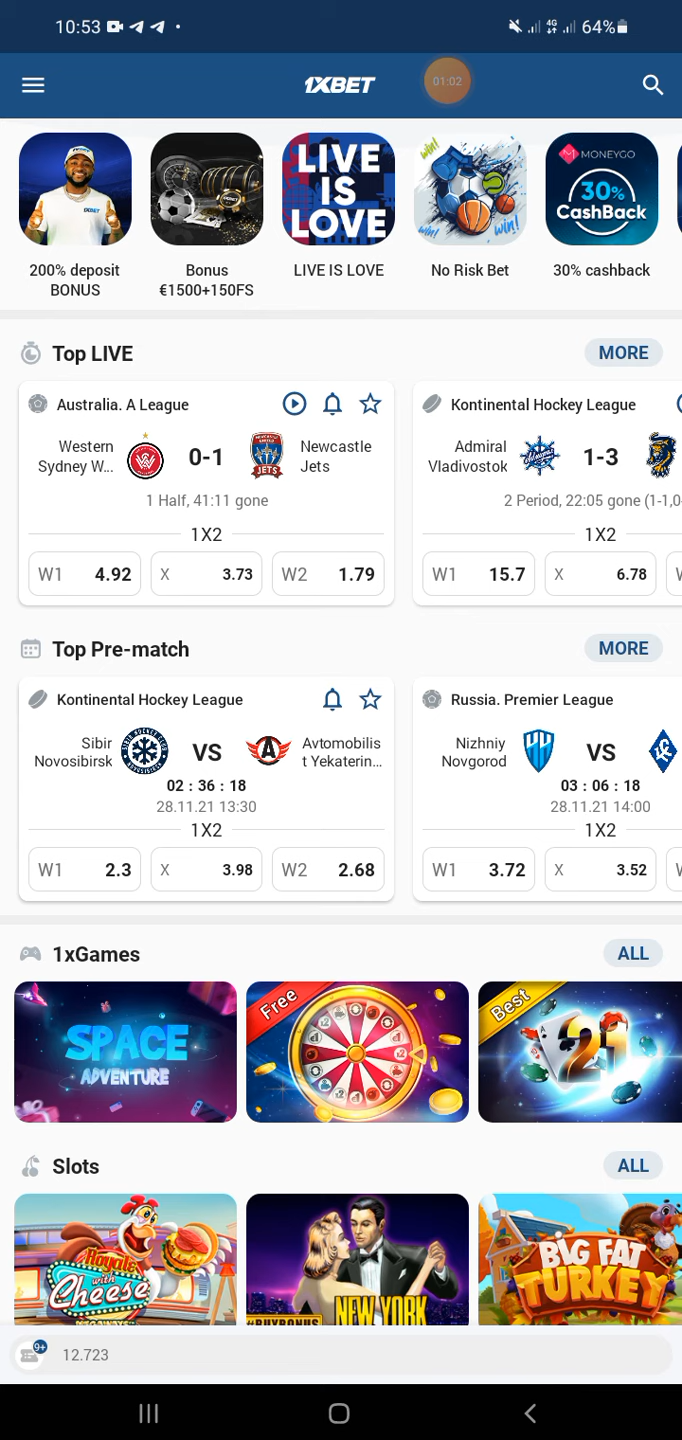 10:53
4G
64%
1XBET
01:02
win!
win!
win!
LIVE
IS
LOVE
MONEYGO
30%
CashBack
200% deposit
BONUS
Bonus
€1500+150FS
LIVE IS LOVE
No Risk Bet
30% cashback
Top LIVE
MORE
Australia. A League
Western
Sydney W...
0-1
Newcastle
Jets
1 Half, 41:11 gone
1X2
W1 4.92
X 3.73
W2 1.79
Kontinental Hockey League
Admiral
Vladivostok
1-3
2 Period, 22:05 gone (1-1,0-
1X2
W1 15.7
X 6.78
Top Pre-match
MORE
Kontinental Hockey League
Sibir
Novosibirsk
VS
Avtomobilis
t Yekaterin...
02 : 36 : 18
28.11.21 13:30
1X2
W1 2.3
X 3.98
W2 2.68
Russia. Premier League
Nizhniy
Novgorod
VS
03 : 06 : 18
28.11.21 14:00
1X2
W1 3.72
X 3.52
1xGames
ALL
SPACE
ADVENTURE
Free
Best
21
Slots
ALL
Royale
with
Cheese
MEGAWAYS
NEW YORK
#BUYBONUS
BIG FAT
TURKEY
9+
12.723